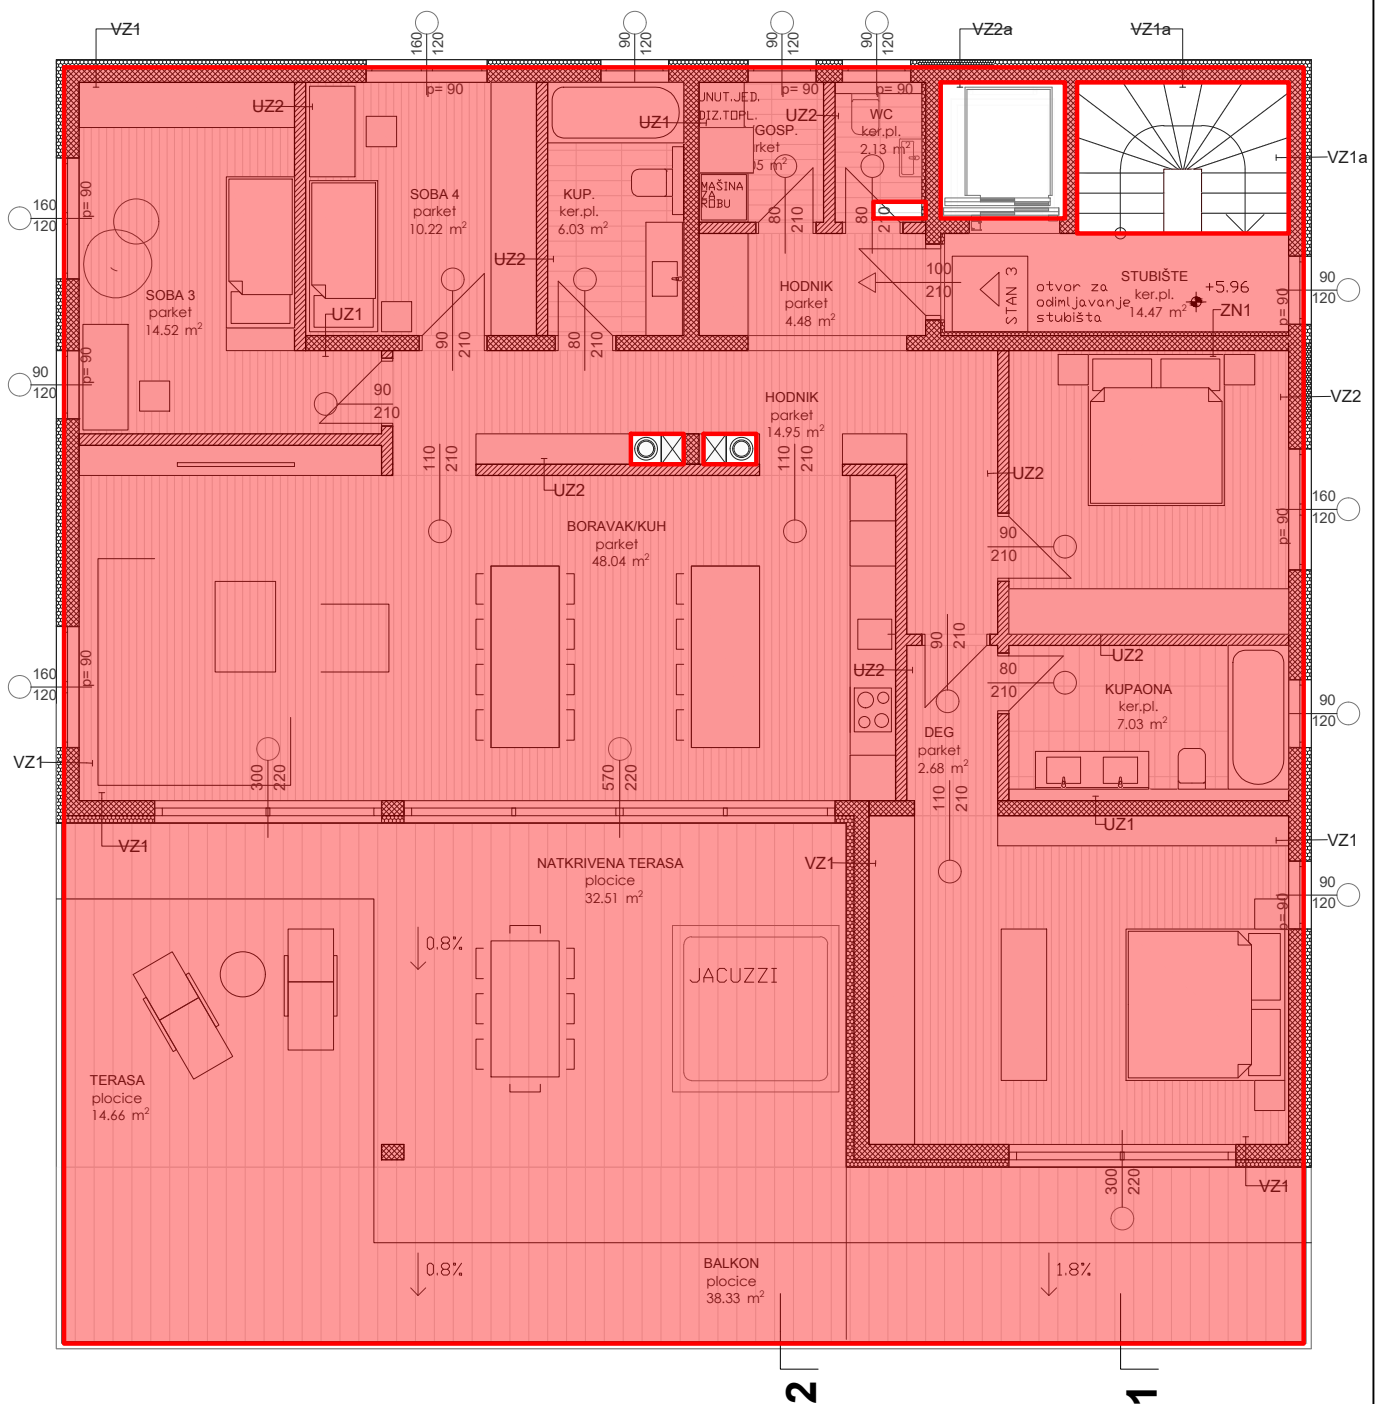 VZ1
160
120
90
120
90
120
90
120
VZ2a
VZ1a
p= 90
p= 90
p= 90
UZ2
UNUT.JED.
DIZ.TOPL.
UZ1
GOSP.
UZ2
WC
ker.pl.
2.13 m²
MAŠINA
ZA
ROBU
VZ1a
SOBA 4
parket
10.22 m²
KUP.
ker.pl.
6.03 m²
80
210
80
160
120
p= 90
UZ2
SOBA 3
parket
14.52 m²
UZ1
HODNIK
parket
4.48 m²
100
210
STAN 3
otvor za
odimljavanje
stubišta
STUBIŠTE
ker.pl.
14.47 m²
+5.96
ZN1
p= 90
90
120
90
210
80
210
90
120
p= 90
90
210
HODNIK
parket
14.95 m²
VZ2
110
210
110
210
UZ2
UZ2
BORAVAK/KUH
parket
48.04 m²
160
120
p= 90
90
210
90
210
160
120
p= 90
UZ2
UZ2
80
210
KUPAONA
ker.pl.
7.03 m²
90
120
DEG
parket
2.68 m²
VZ1
300
220
570
220
110
210
UZ1
VZ1
VZ1
VZ1
NATKRIVENA TERASA
plocice
32.51 m²
90
120
p= 90
0.8%
JACUZZI
TERASA
plocice
14.66 m²
300
220
VZ1
0.8%
BALKON
plocice
38.33 m²
1.8%
2
1